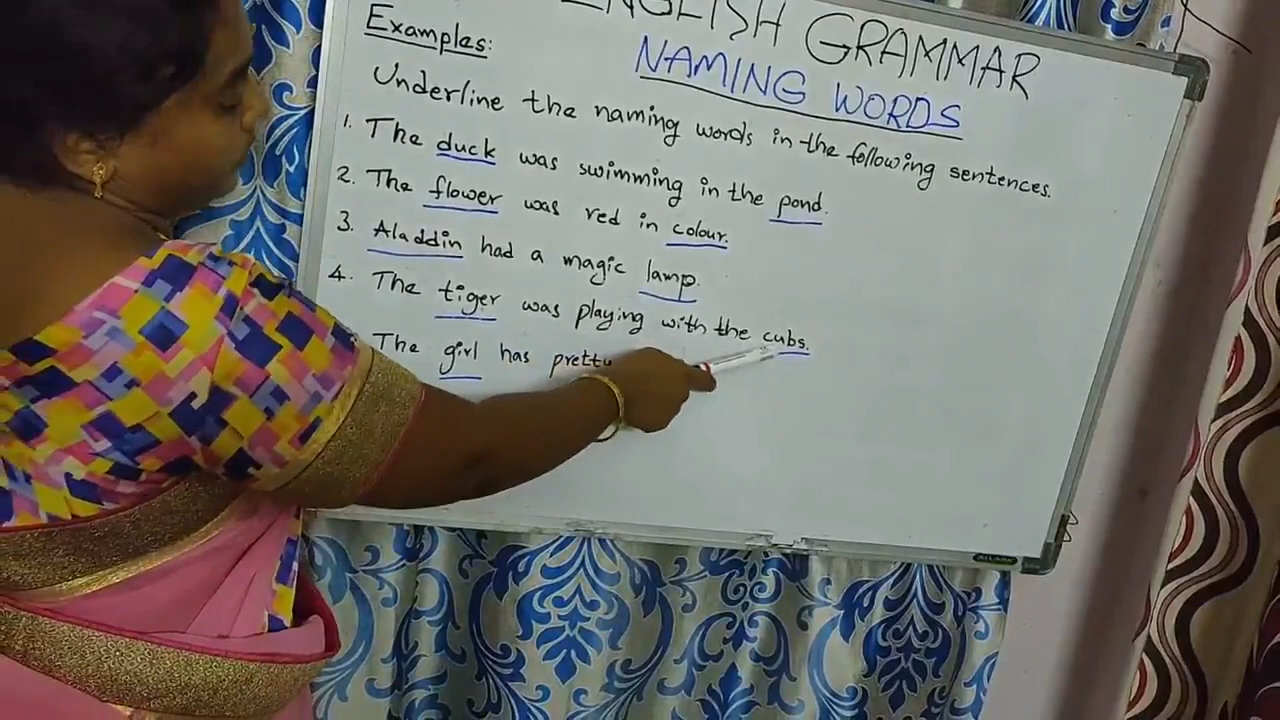 ENGLISH GRAMMAR
NAMING WORDS
Examples:
Underline the naming words in the following sentences.
1. The duck was swimming in the pond.
2. The flower was red in colour.
3. Aladdin had a magic lamp.
4. The tiger was playing with the cubs.
The girl has pretty